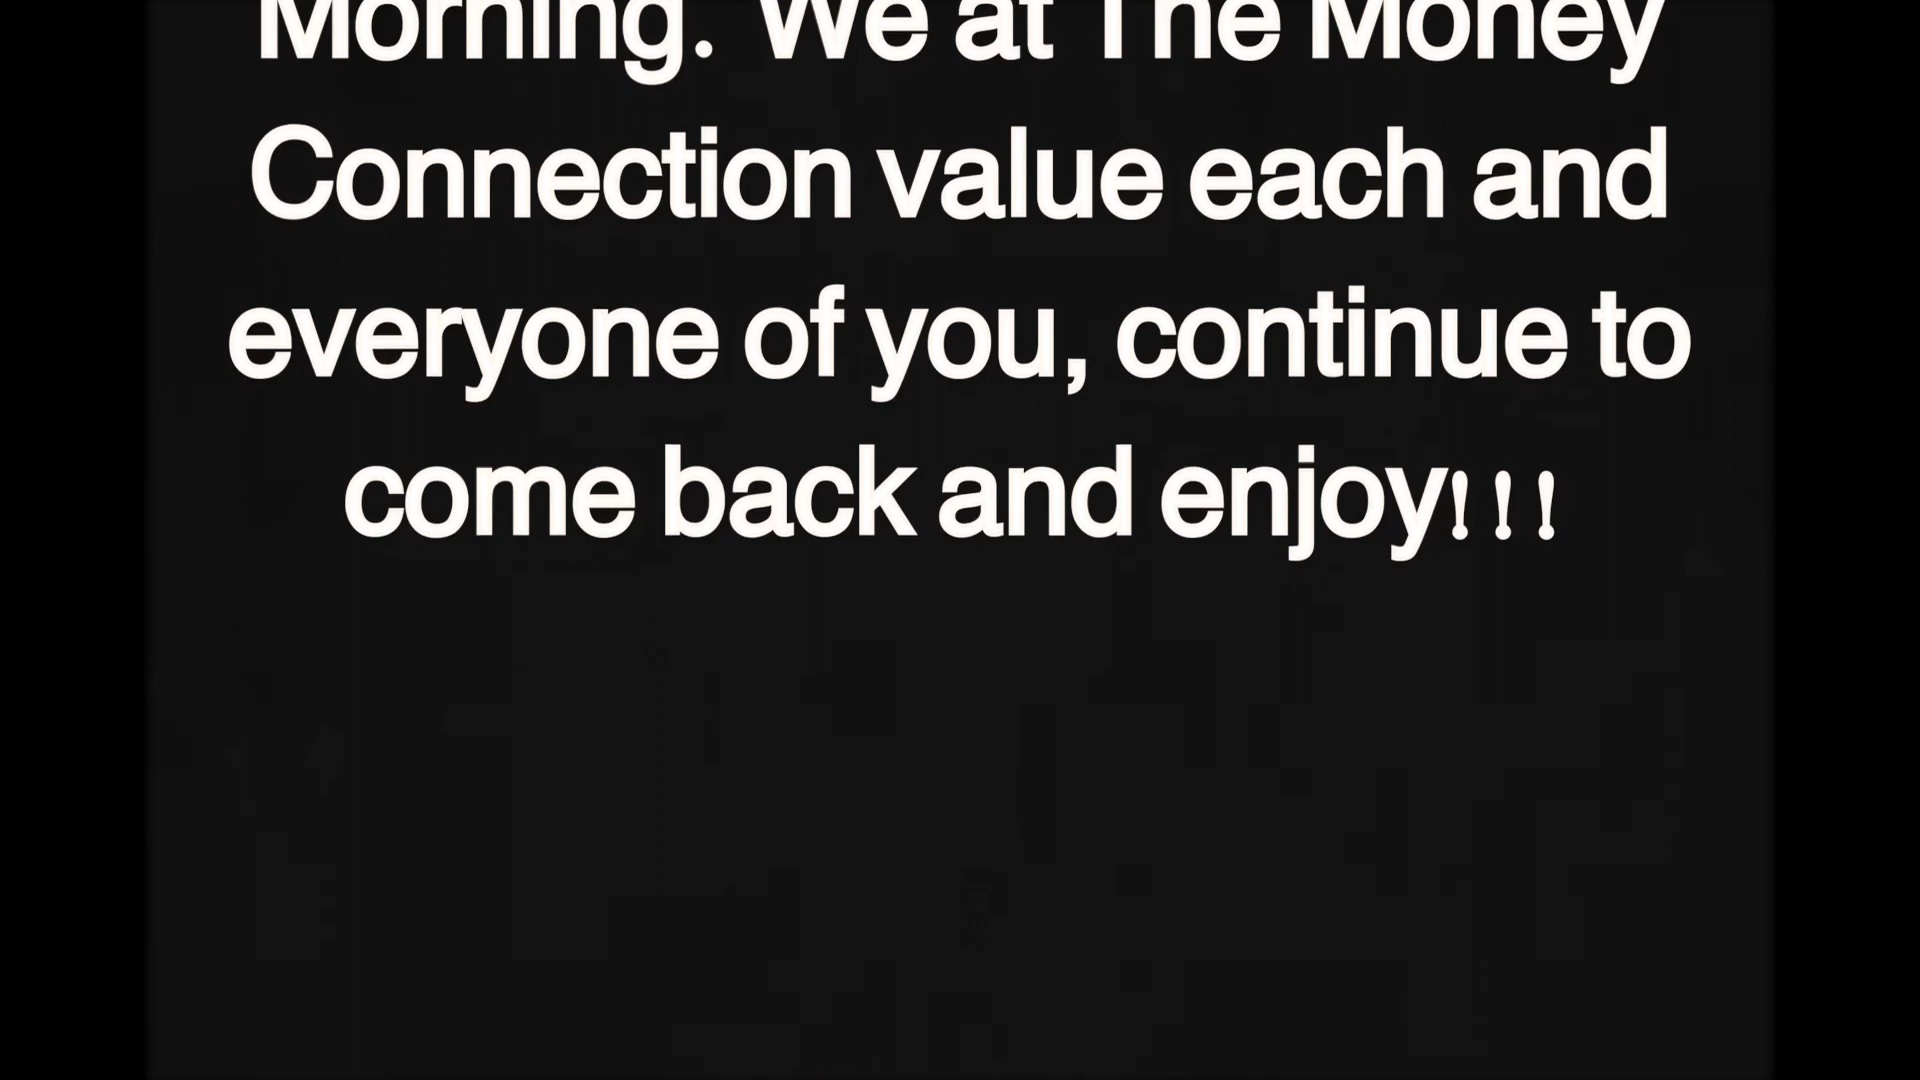 Morning. We at The Money
Connection value each and
everyone of you, continue to
come back and enjoy!!!